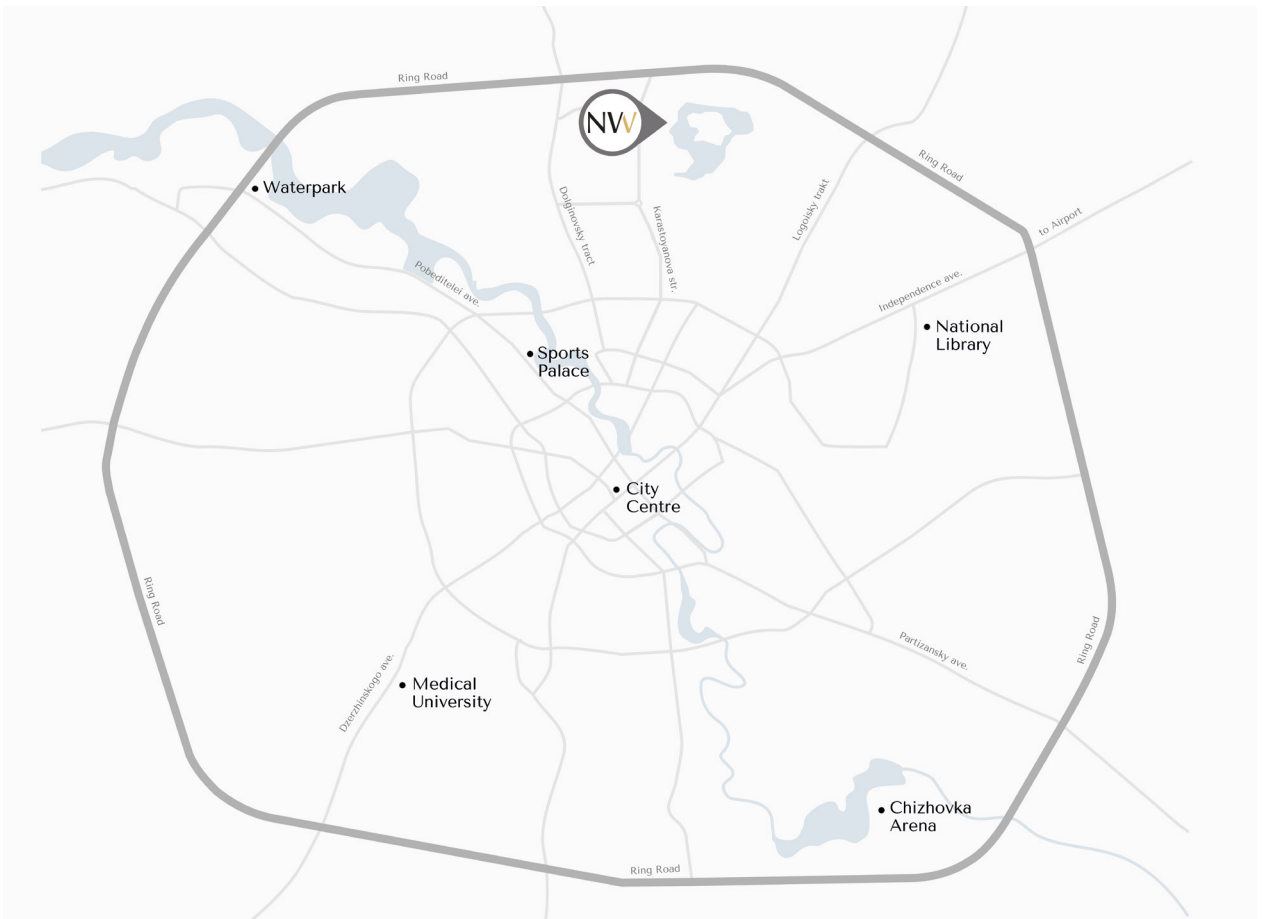 Ring Road
NW
Ring Road
Waterpark
Dolginovsky tract
Karastoyanova str.
Logoisky trakt
to Airport
Pobeditelei ave.
Independence ave.
National
Library
Sports
Palace
City
Centre
Ring Road
Partizansky ave.
Ring Road
Dzerzhinskogo ave.
Medical
University
Chizhovka
Arena
Ring Road